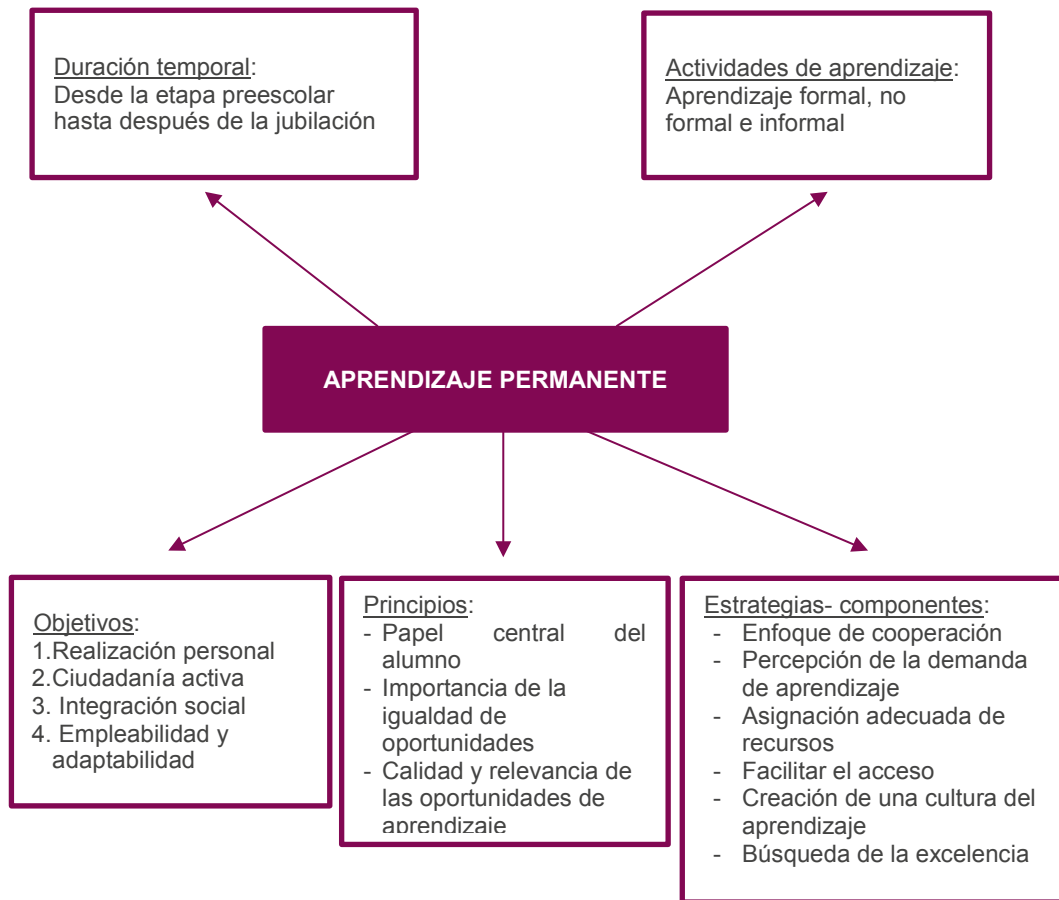 Duración temporal:
Desde la etapa preescolar
hasta después de la jubilación
Actividades de aprendizaje:
Aprendizaje formal, no
formal e informal
APRENDIZAJE PERMANENTE
Objetivos:
1.Realización personal
2.Ciudadanía activa
3. Integración social
4. Empleabilidad y
adaptabilidad
Principios:
- Papel central del
alumno
- Importancia de la
igualdad de
oportunidades
- Calidad y relevancia de
las oportunidades de
aprendizaje
Estrategias- componentes:
- Enfoque de cooperación
- Percepción de la demanda
de aprendizaje
- Asignación adecuada de
recursos
- Facilitar el acceso
- Creación de una cultura del
aprendizaje
- Búsqueda de la excelencia